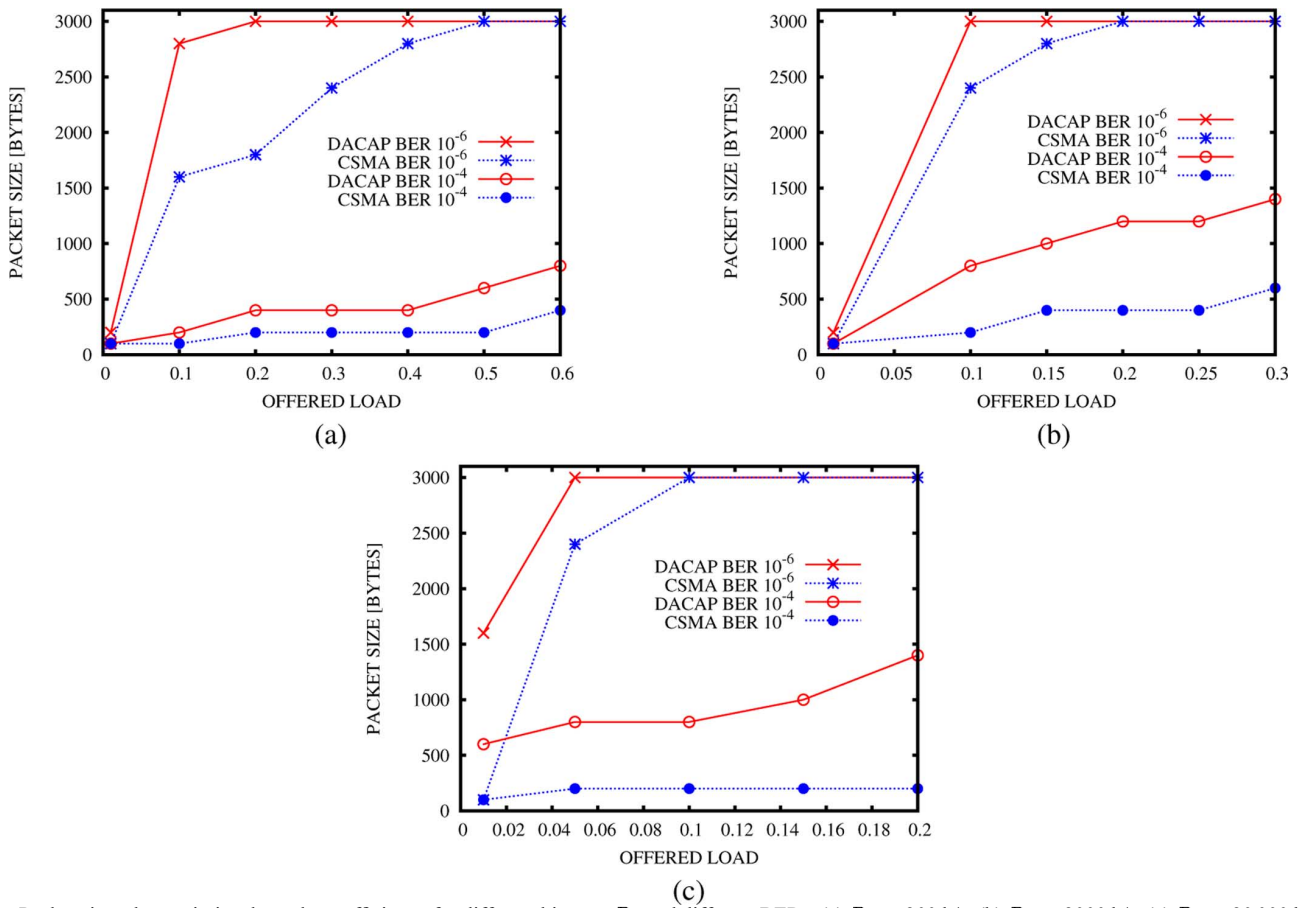 3000
2500
2000
1500
1000
500
0
PACKET SIZE [BYTES]
DACAP BER 10^-6
CSMA BER 10^-6
DACAP BER 10^-4
CSMA BER 10^-4
0 0.1 0.2 0.3 0.4 0.5 0.6
OFFERED LOAD
(a)
3000
2500
2000
1500
1000
500
0
PACKET SIZE [BYTES]
DACAP BER 10^-6
CSMA BER 10^-6
DACAP BER 10^-4
CSMA BER 10^-4
0 0.05 0.1 0.15 0.2 0.25 0.3
OFFERED LOAD
(b)
3000
2500
2000
1500
1000
500
0
PACKET SIZE [BYTES]
DACAP BER 10^-6
CSMA BER 10^-6
DACAP BER 10^-4
CSMA BER 10^-4
0 0.02 0.04 0.06 0.08 0.1 0.12 0.14 0.16 0.18 0.2
OFFERED LOAD
(c)